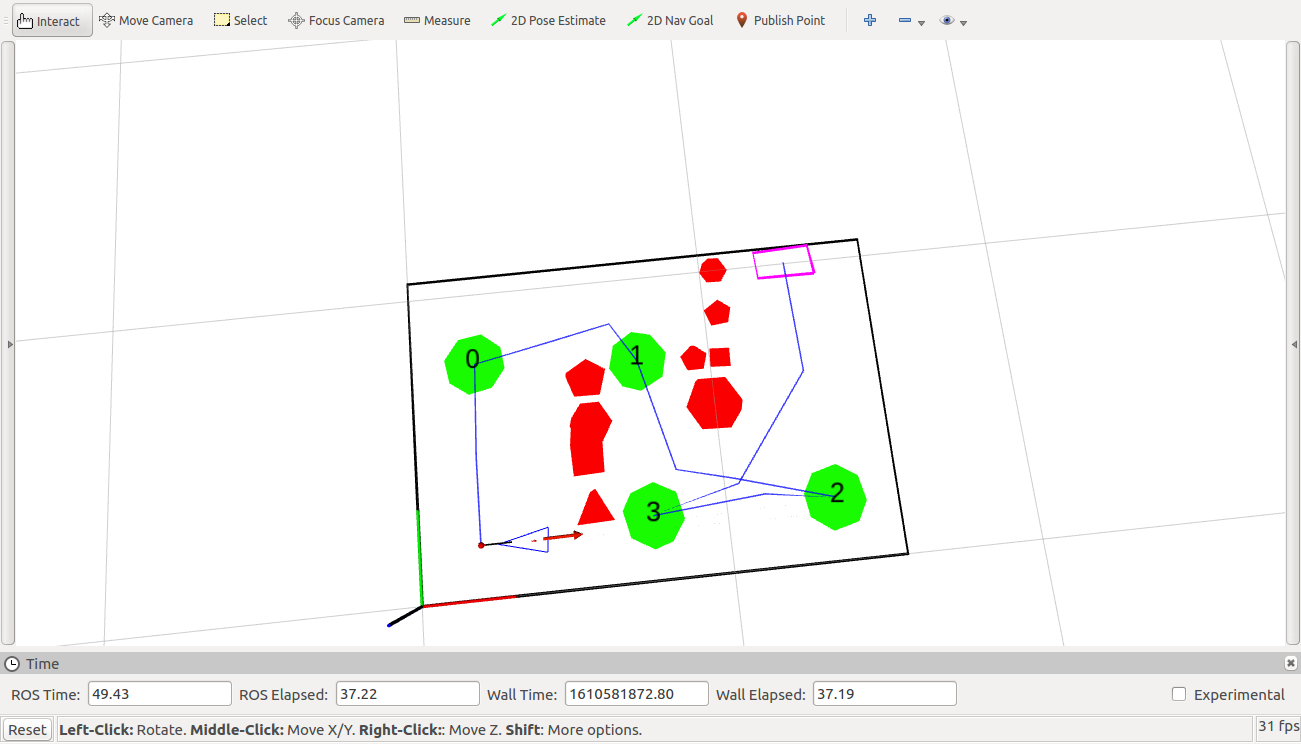 Interact Move Camera Select Focus Camera Measure 2D Pose Estimate 2D Nav Goal Publish Point
0 1
2
3
Time
ROS Time: 49.43 ROS Elapsed: 37.22 Wall Time: 1610581872.80 Wall Elapsed: 37.19 Experimental
Reset Left-Click: Rotate. Middle-Click: Move X/Y. Right-Click:: Move Z. Shift: More options. 31 fps